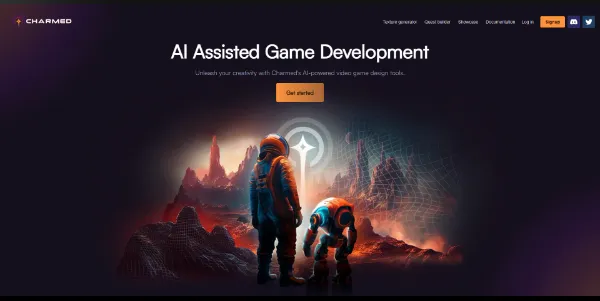 CHARMED
Texture generator Quest builder Showcase Documentation Log in Signup
AI Assisted Game Development
Unleash your creativity with Charmed's AI-powered video game design tools.
Get started